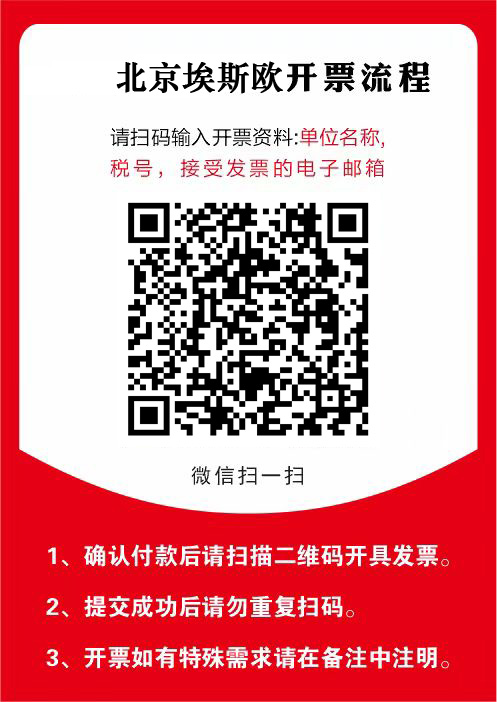 北京埃斯欧开票流程
请扫码输入开票资料:单位名称,
税号，接受发票的电子邮箱
微信扫一扫
1、确认付款后请扫描二维码开具发票。
2、提交成功后请勿重复扫码。
3、开票如有特殊需求请在备注中注明。